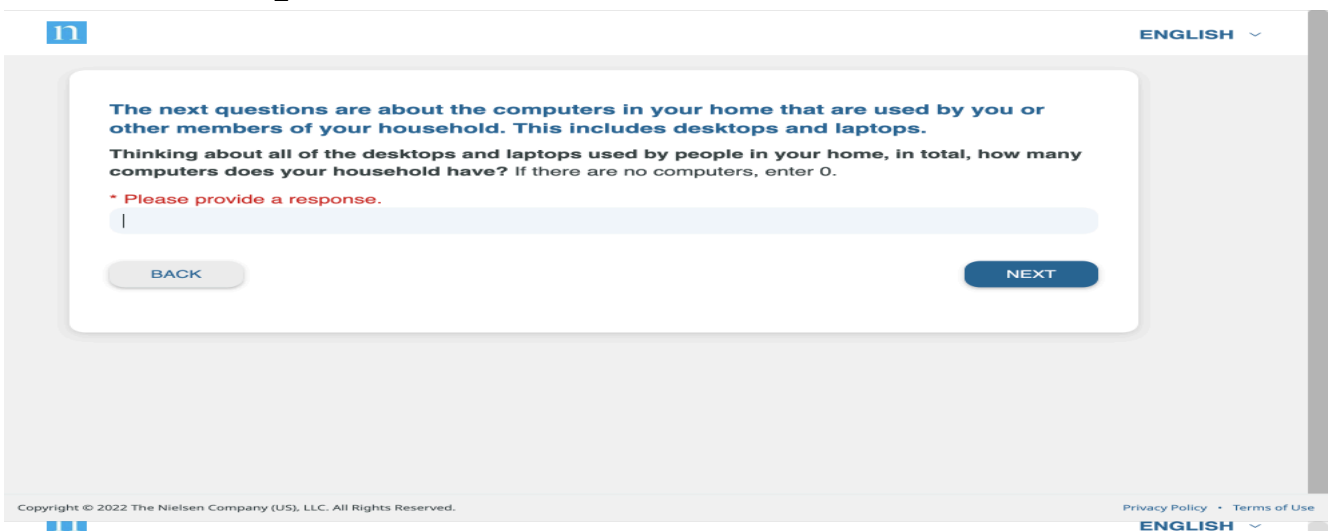 n
ENGLISH
The next questions are about the computers in your home that are used by you or
other members of your household. This includes desktops and laptops.
Thinking about all of the desktops and laptops used by people in your home, in total, how many
computers does your household have? If there are no computers, enter 0.
* Please provide a response.
BACK
NEXT
Copyright © 2022 The Nielsen Company (US), LLC. All Rights Reserved.
Privacy Policy • Terms of Use
ENGLISH